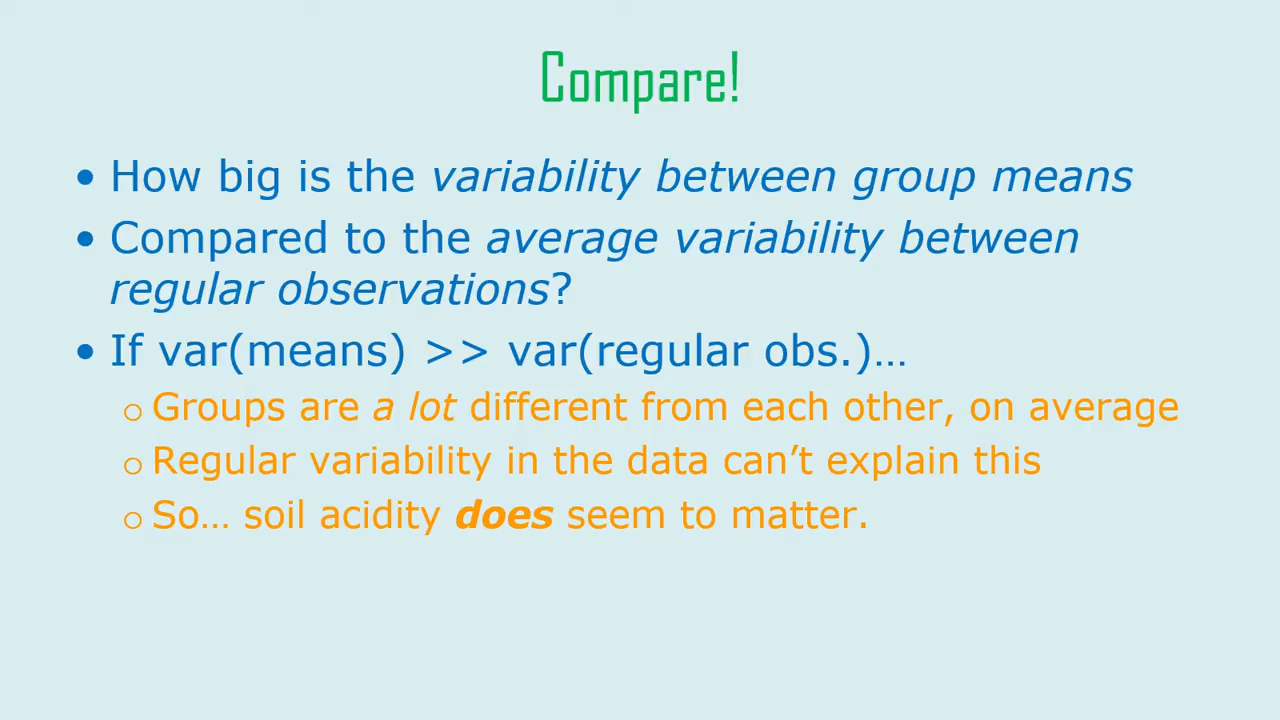 Compare!
• How big is the variability between group means
• Compared to the average variability between
regular observations?
• If var(means) >> var(regular obs.)…
o Groups are a lot different from each other, on average
o Regular variability in the data can’t explain this
o So… soil acidity does seem to matter.